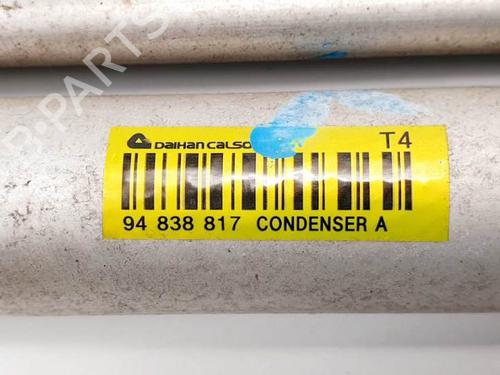 B-PARTS
DAIHAN CALSO
T4
94 838 817 CONDENSER A